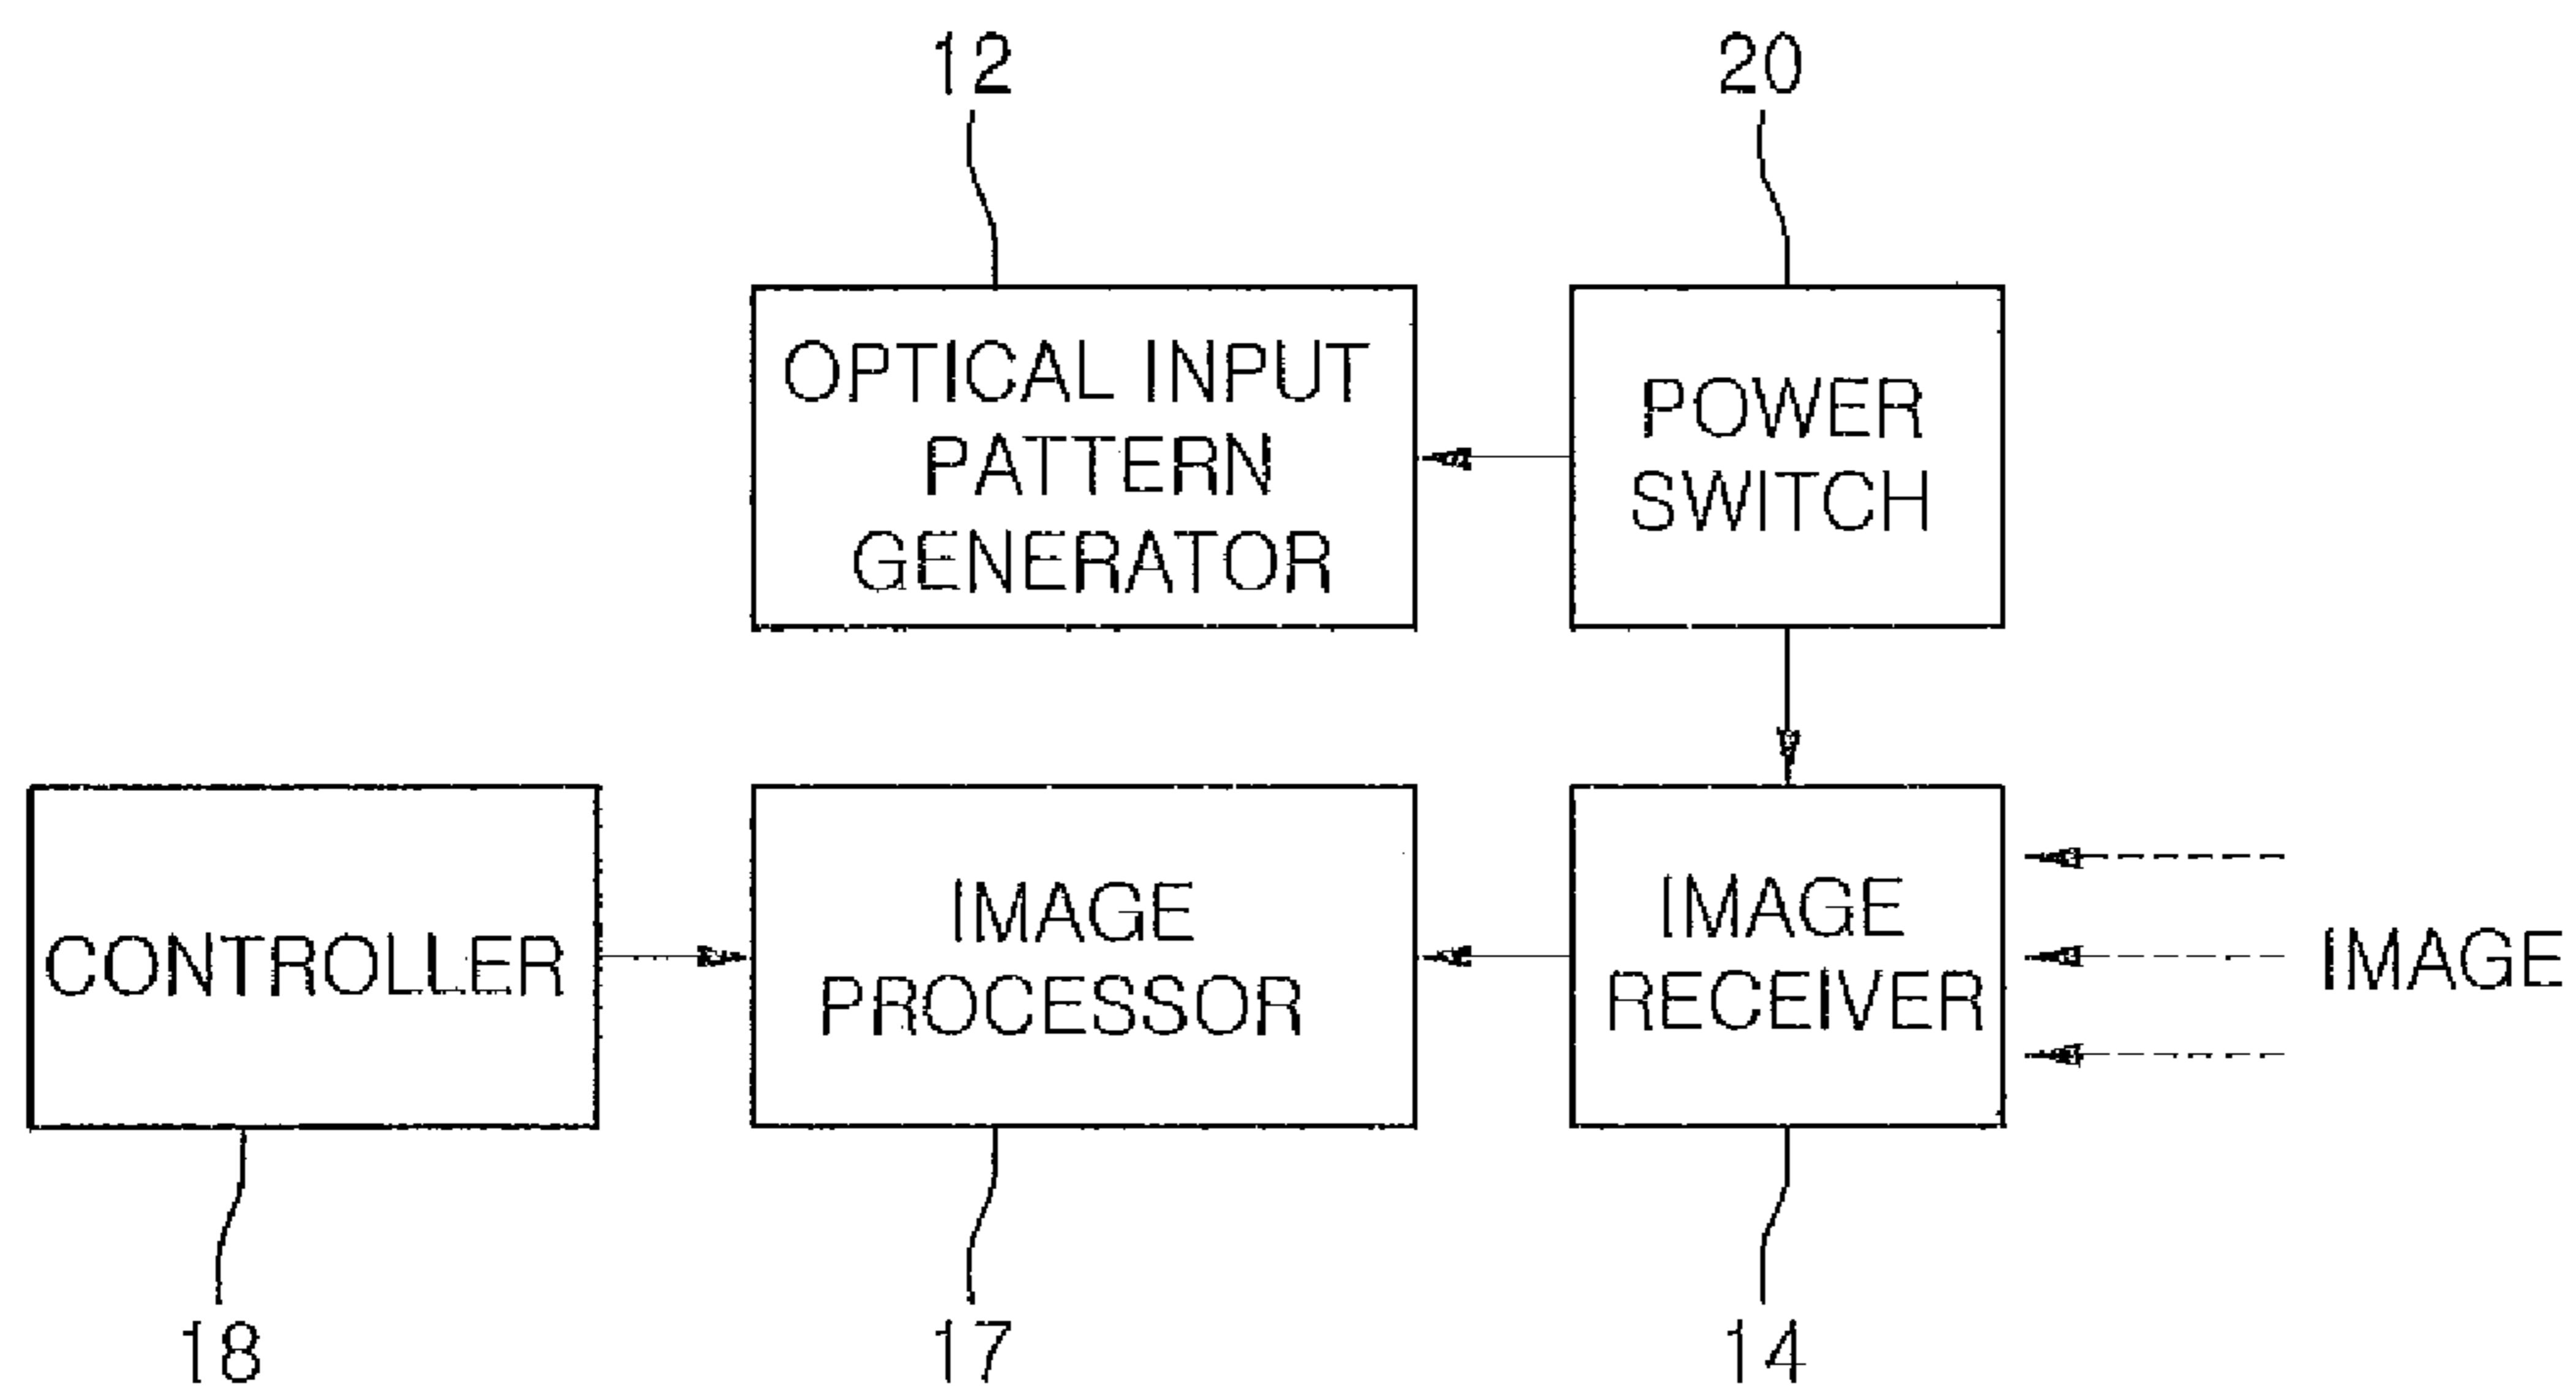 12
20
OPTICAL INPUT
PATTERN
GENERATOR
POWER
SWITCH
CONTROLLER
IMAGE
PROCESSOR
IMAGE
RECEIVER
IMAGE
18
17
14